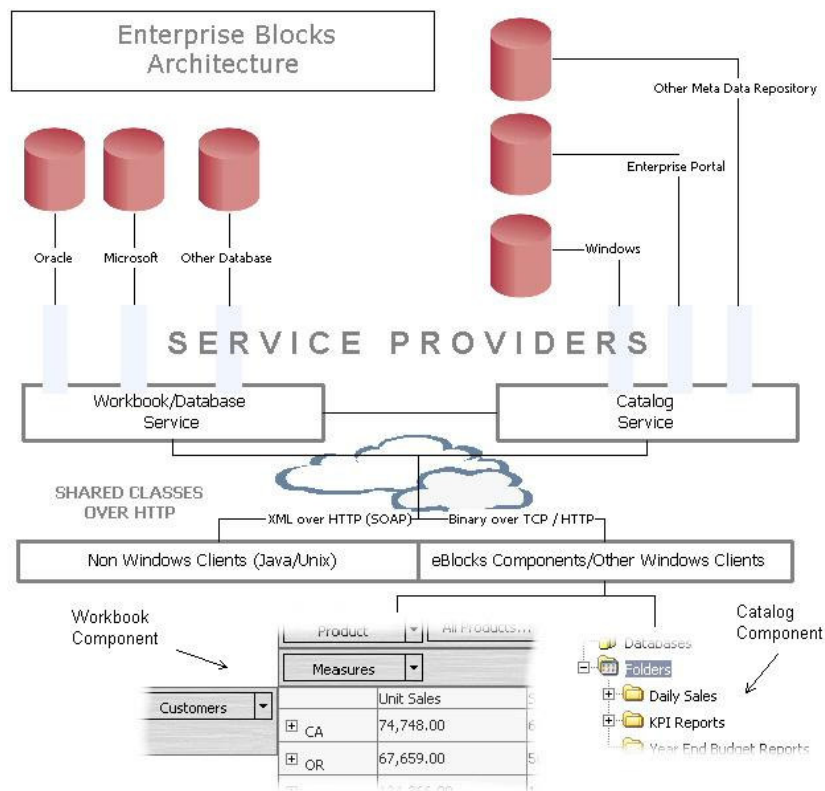 Enterprise Blocks
Architecture
Other Meta Data Repository
Enterprise Portal
Windows
Oracle
Microsoft
Other Database
SERVICE PROVIDERS
Workbook/Database
Service
Catalog
Service
SHARED CLASSES
OVER HTTP
XML over HTTP (SOAP)
Binary over TCP / HTTP
Non Windows Clients (Java/Unix)
eBlocks Components/Other Windows Clients
Workbook
Component
Catalog
Component
Product
All Products...
Measures
Customers
Unit Sales
CA
74,748.00
OR
67,659.00
Databases
Folders
Daily Sales
KPI Reports
Year End Budget Reports